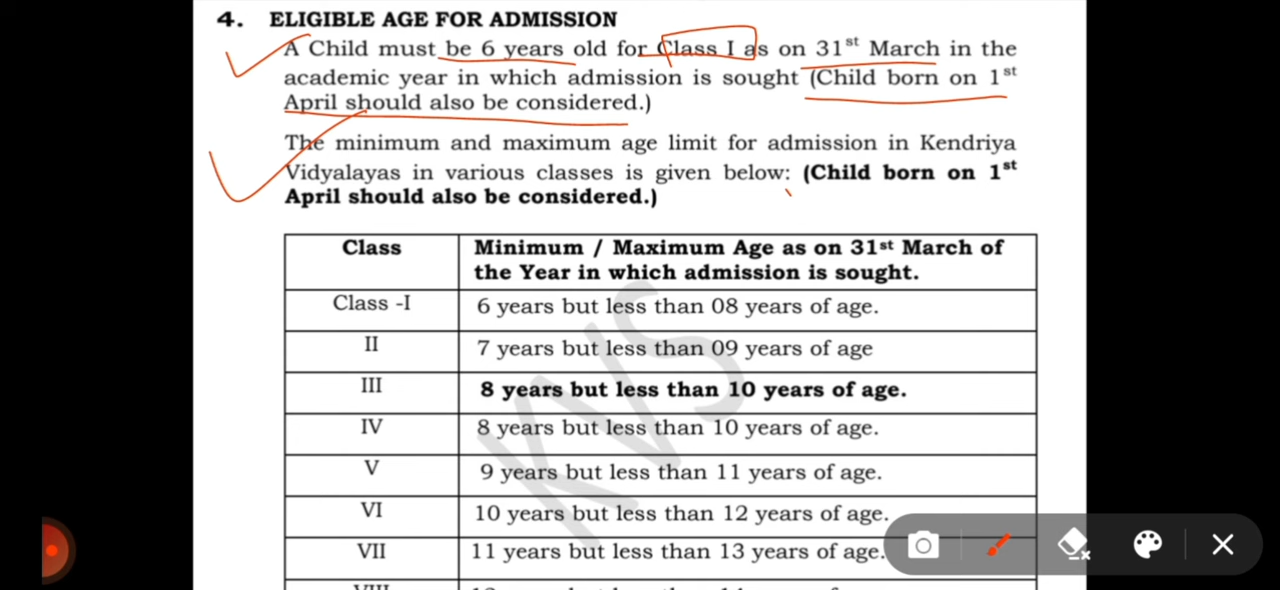 4. ELIGIBLE AGE FOR ADMISSION
A Child must be 6 years old for Class I as on 31st March in the
academic year in which admission is sought (Child born on 1st
April should also be considered.)
The minimum and maximum age limit for admission in Kendriya
Vidyalayas in various classes is given below: (Child born on 1st
April should also be considered.)
Class Minimum / Maximum Age as on 31st March of
the Year in which admission is sought.
Class -I 6 years but less than 08 years of age.
II 7 years but less than 09 years of age
III 8 years but less than 10 years of age.
IV 8 years but less than 10 years of age.
V 9 years but less than 11 years of age.
VI 10 years but less than 12 years of age.
VII 11 years but less than 13 years of age.
KVS